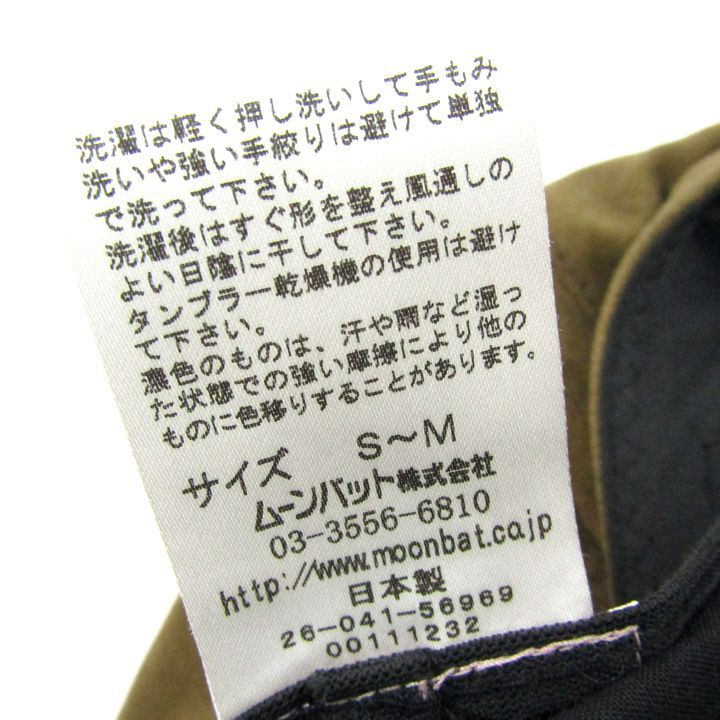 洗濯は軽く押し洗いして手もみ
洗いや強い手絞りは避けて単独
で洗って下さい。
洗濯後はすぐ形を整え風通しの
よい日陰に干して下さい。
タンブラー乾燥機の使用は避け
て下さい。
濃色のものは、汗や雨など湿っ
た状態での強い摩擦により他の
ものに色移りすることがあります。
サイズ S〜M
ムーンバット株式会社
03-3556-6810
http://www.moonbat.co.jp
日本製
26-041-56969
00111232